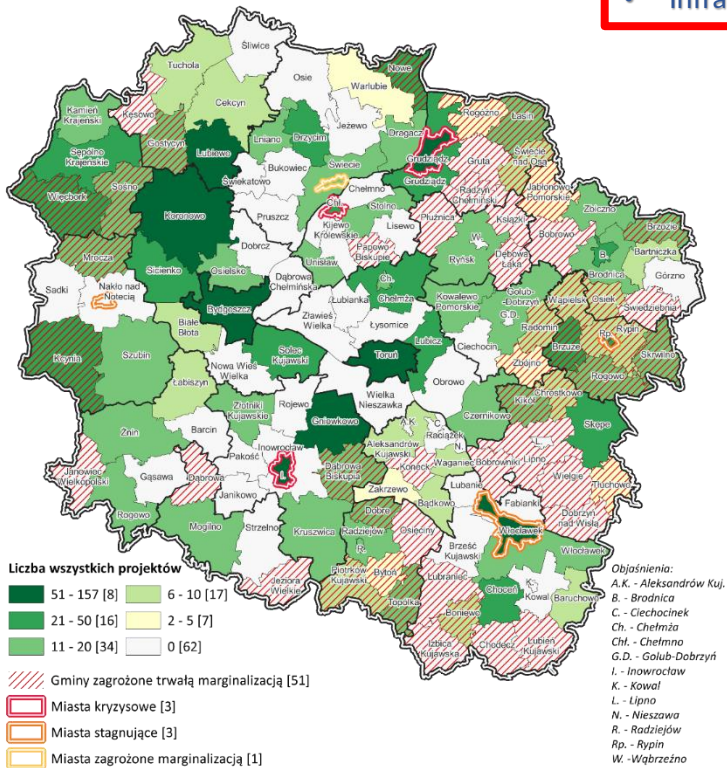 • Infra
Śliwice
Tuchola
Osie
Nowe
Warlubie
Kęsowo
Cekcyn
Kamień
Krajeński
Rogóźno
Łasin
Jeżewo
Gostycyn
Lniano
Drzycim
Dragacz
Lubiewo
Sępolno
Krajeńskie
Świecie
Grudziądz
Świecie
nad Osą
Gruta
Bukowiec
Grudziądz
Świekatowo
Chełmno
Sośno
Więcbork
Chł.
Stolno
Radzyń
Chełmiński
Jabłonowo
Pomorskie
Zbiczno
Koronowo
Pruszcz
Kijewo
Królewskie
Lisewo
Płużnica
Książki
Bobrowo
Brzozie
Dobrcz
Papowo
Biskupie
W.
Bartniczka
Mrocza
Unisław
Ryńsk
Dębowa
Łąka
B.
Brodnica
Górzno
Sicienko
Osielsko
Dąbrowa
Chełmińska
Ch.
Chełmża
Sadki
Nakło nad
Notecią
Łubianka
Kowalewo
Pomorskie
Golub-
Dobrzyń
Wąpielsk
Osiek
Świedziebnia
G.D.
Bydgoszcz
Zławieś
Wielka
Łysomice
Radomin
Rp.
Rypin
Białe
Błota
Ciechocin
Brzuze
Skrwilno
Kcynia
Szubin
Solec
Kujawski
Toruń
Lubicz
Zbójno
Rogowo
Nowa Wieś
Wielka
Obrowo
Chrostkowo
Łabiszyn
Wielka
Nieszawka
Kikół
Złotniki
Kujawskie
Rojewo
Czernikowo
Skępe
Gniewkowo
A.K.
C.
Raciążek
Żnin
Barcin
Aleksandrów
Kujawski
N.
L.
Lipno
Inowrocław
Pakość
Waganiec
Bobrowniki
Wielgie
Janowiec
Wielkopolski
Gąsawa
Dąbrowa
I.
Dąbrowa
Biskupia
Koneck
Lubanie
Tłuchowo
Janikowo
Zakrzewo
Fabianki
Bądkowo
Dobrzyń
nad Wisłą
Rogowo
Dobre
Włocławek
Mogilno
Strzelno
Kruszwica
Radziejów
Osięciny
R.
Brześć
Kujawski
Włocławek
Jeziora
Wielkie
Piotrków
Kujawski
Bytoń
Lubraniec
Kowal
Choceń
Baruchowo
Topólka
Boniewo
Izbica
Kujawska
Chodecz
Lubień
Kujawski
Liczba wszystkich projektów
51 - 157 [8]
6 - 10 [17]
21 - 50 [16]
2 - 5 [7]
11 - 20 [34]
0 [62]
Gminy zagrożone trwałą marginalizacją [51]
Miasta kryzysowe [3]
Miasta stagnujące [3]
Miasta zagrożone marginalizacją [1]
Objaśnienia:
A.K. - Aleksandrów Kuj.
B. - Brodnica
C. - Ciechocinek
Ch. - Chełmża
Chł. - Chełmno
G.D. - Golub-Dobrzyń
I. - Inowrocław
K. - Kowal
L. - Lipno
N. - Nieszawa
R. - Radziejów
Rp. - Rypin
W. -Wąbrzeźno